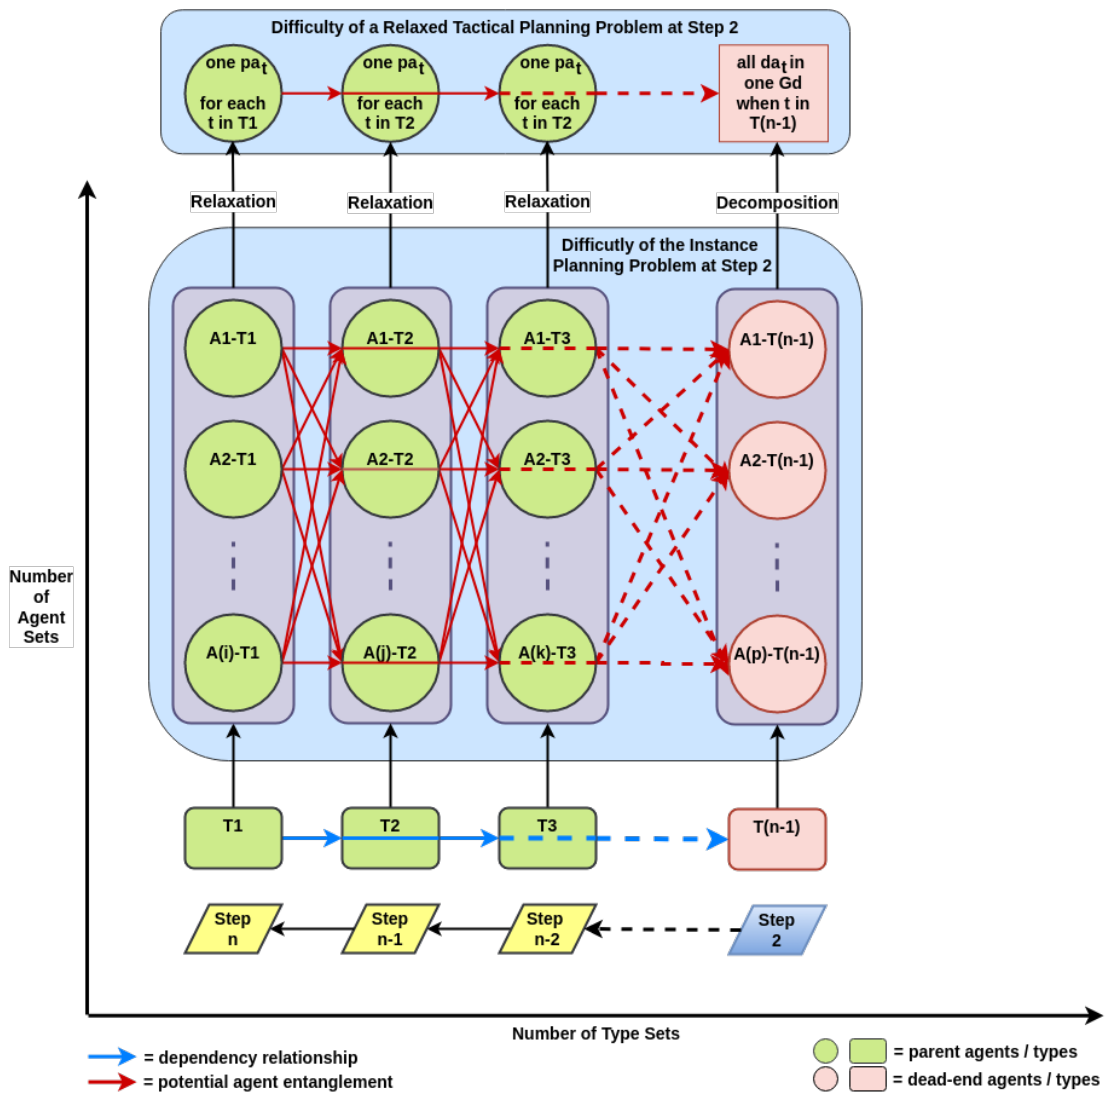 Difficulty of a Relaxed Tactical Planning Problem at Step 2
one pat
for each
t in T1
one pat
for each
t in T2
one pat
for each
t in T2
all dat in
one Gd
when t in
T(n-1)
Relaxation
Relaxation
Relaxation
Decomposition
Difficutly of the Instance
Planning Problem at Step 2
A1-T1
A1-T2
A1-T3
A1-T(n-1)
A2-T1
A2-T2
A2-T3
A2-T(n-1)
A(i)-T1
A(j)-T2
A(k)-T3
A(p)-T(n-1)
Number
of
Agent
Sets
T1
T2
T3
T(n-1)
Step
n
Step
n-1
Step
n-2
Step
2
Number of Type Sets
= dependency relationship
= potential agent entanglement
= parent agents / types
= dead-end agents / types